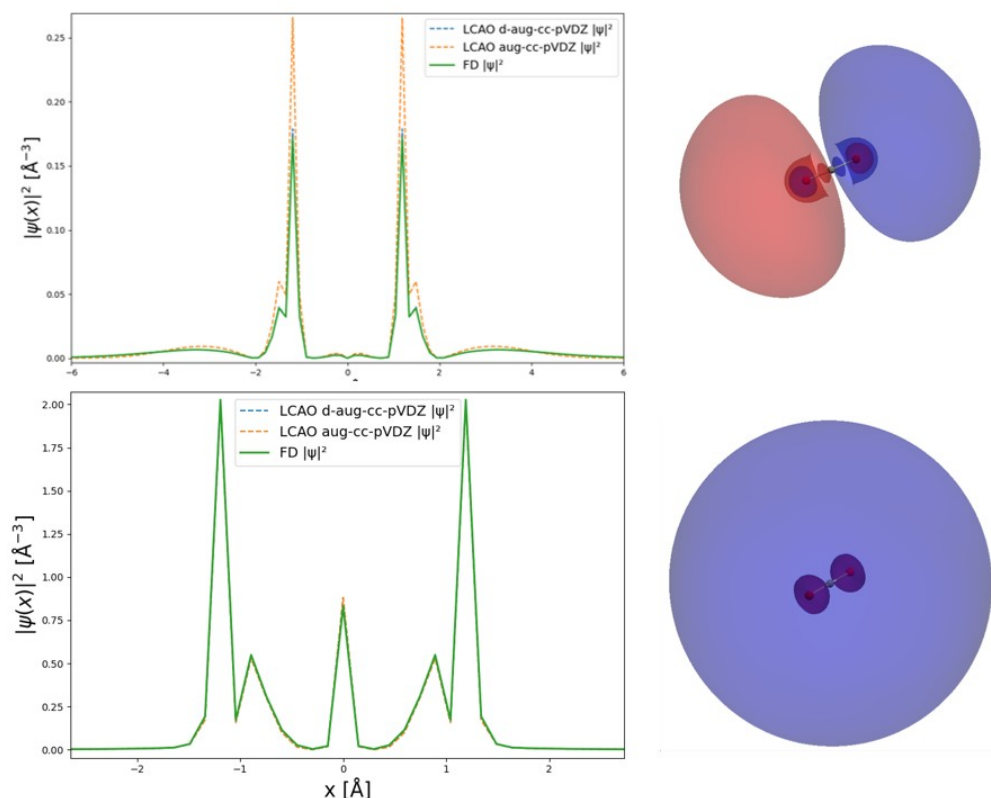 LCAO d-aug-cc-pVDZ |ψ|²
LCAO aug-cc-pVDZ |ψ|²
FD |ψ|²
|ψ(x)|² [Å⁻³]
0.25
0.20
0.15
0.10
0.05
0.00
−6 −4 −2 0 2 4 6
LCAO d-aug-cc-pVDZ |ψ|²
LCAO aug-cc-pVDZ |ψ|²
FD |ψ|²
|ψ(x)|² [Å⁻³]
2.00
1.75
1.50
1.25
1.00
0.75
0.50
0.25
0.00
−2 −1 0 1 2
x [Å]